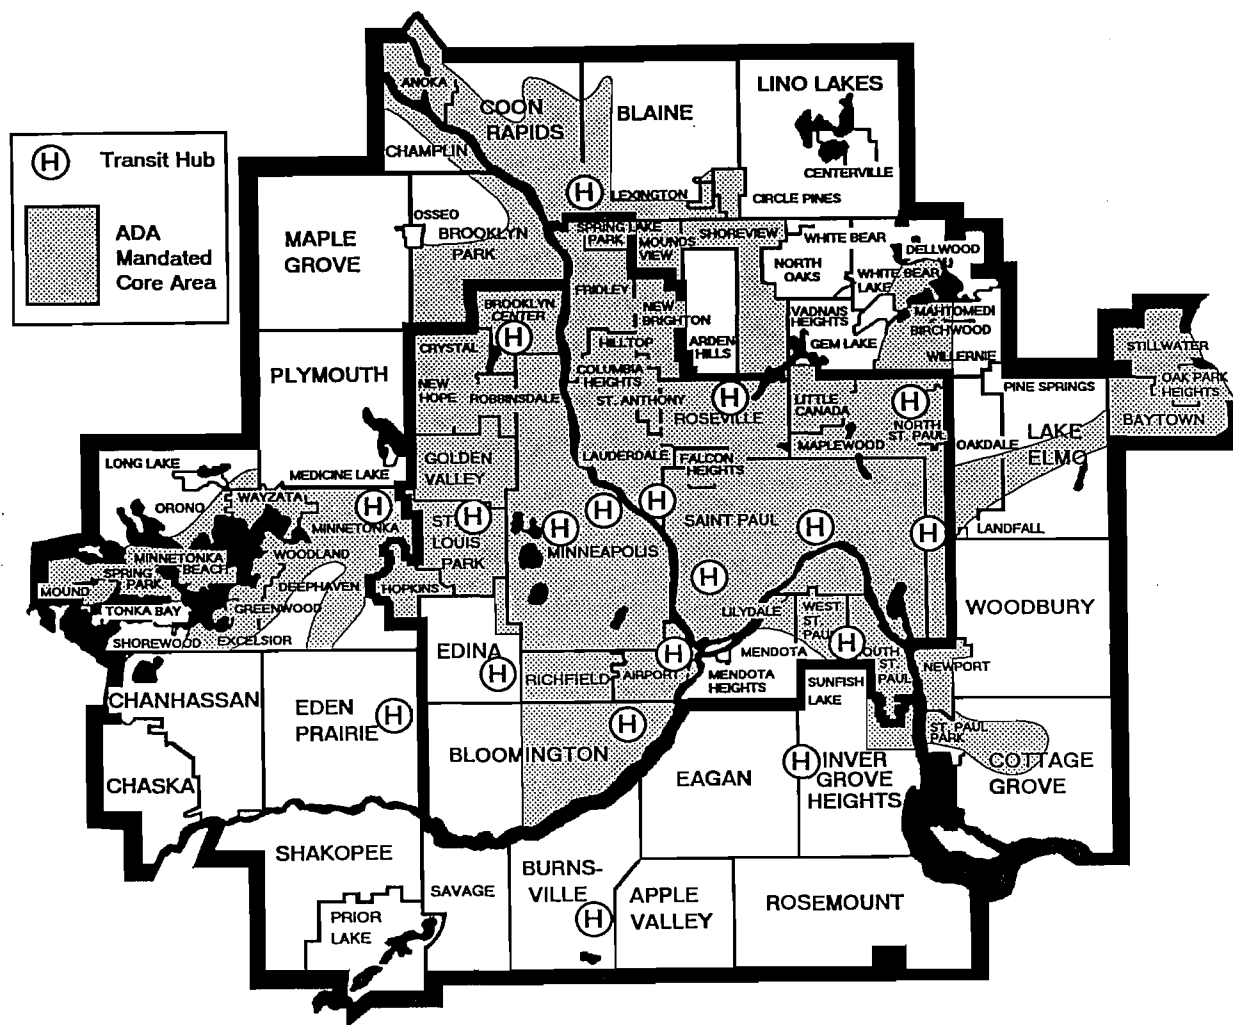 ANOKA
COON
RAPIDS
BLAINE
LINO LAKES
CHAMPLIN
CENTERVILLE
H
Transit Hub
ADA
Mandated
Core Area
H
LEXINGTON
CIRCLE PINES
OSSEO
BROOKLYN
PARK
SPRING LAKE
PARK
MOUNDS
VIEW
SHOREVIEW
WHITE BEAR
DELLWOOD
MAPLE
GROVE
NORTH
OAKS
WHITE BEAR
LAKE
FRIDLEY
BROOKLYN
CENTER
H
NEW
BRIGHTON
VADNAIS
HEIGHTS
MAHTOMEDI
BIRCHWOOD
GEM LAKE
WILLERNIE
STILLWATER
CRYSTAL
HILLTOP
ARDEN
HILLS
COLUMBIA
HEIGHTS
PLYMOUTH
NEW
HOPE
ROBBINSDALE
ST. ANTHONY
ROSEVILLE
H
LITTLE
CANADA
H
NORTH
ST. PAUL
PINE SPRINGS
OAK PARK
HEIGHTS
BAYTOWN
MAPLEWOOD
OAKDALE
LAKE
ELMO
GOLDEN
VALLEY
LAUDERDALE
FALCON
HEIGHTS
LONG LAKE
MEDICINE LAKE
ORONO
WAYZATA
MINNETONKA
H
H
ST.
LOUIS
PARK
H
H
H
MINNEAPOLIS
SAINT PAUL
H
H
LANDFALL
MINNETONKA
BEACH
WOODLAND
SPRING
PARK
MOUND
DEEPHAVEN
HOPKINS
H
TONKA BAY
GREENWOOD
LILYDALE
WEST
ST.
PAUL
WOODBURY
SHOREWOOD
EXCELSIOR
EDINA
H
H
MENDOTA
H
SOUTH
ST.
PAUL
NEWPORT
RICHFIELD
AIRPORT
MENDOTA
HEIGHTS
SUNFISH
LAKE
CHANHASSAN
EDEN
PRAIRIE
H
H
ST. PAUL
PARK
BLOOMINGTON
CHASKA
EAGAN
H
INVER
GROVE
HEIGHTS
COTTAGE
GROVE
SHAKOPEE
BURNS-
VILLE
H
SAVAGE
APPLE
VALLEY
ROSEMOUNT
PRIOR
LAKE